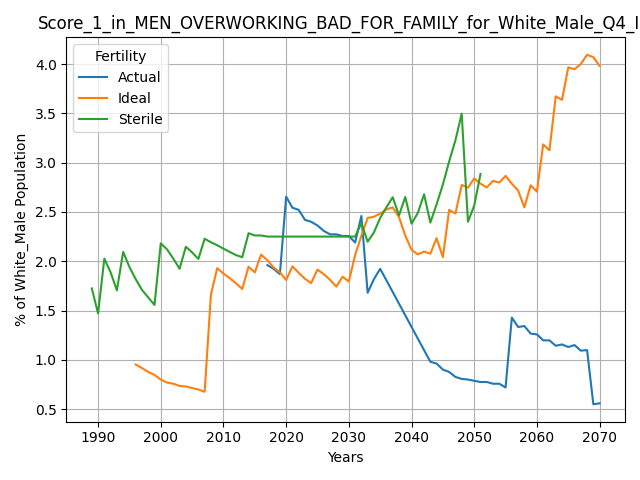 Score_1_in_MEN_OVERWORKING_BAD_FOR_FAMILY_for_White_Male_Q4_I
Fertility
Actual
Ideal
Sterile
% of White_Male Population
4.0
3.5
3.0
2.5
2.0
1.5
1.0
0.5
1990 2000 2010 2020 2030 2040 2050 2060 2070
Years